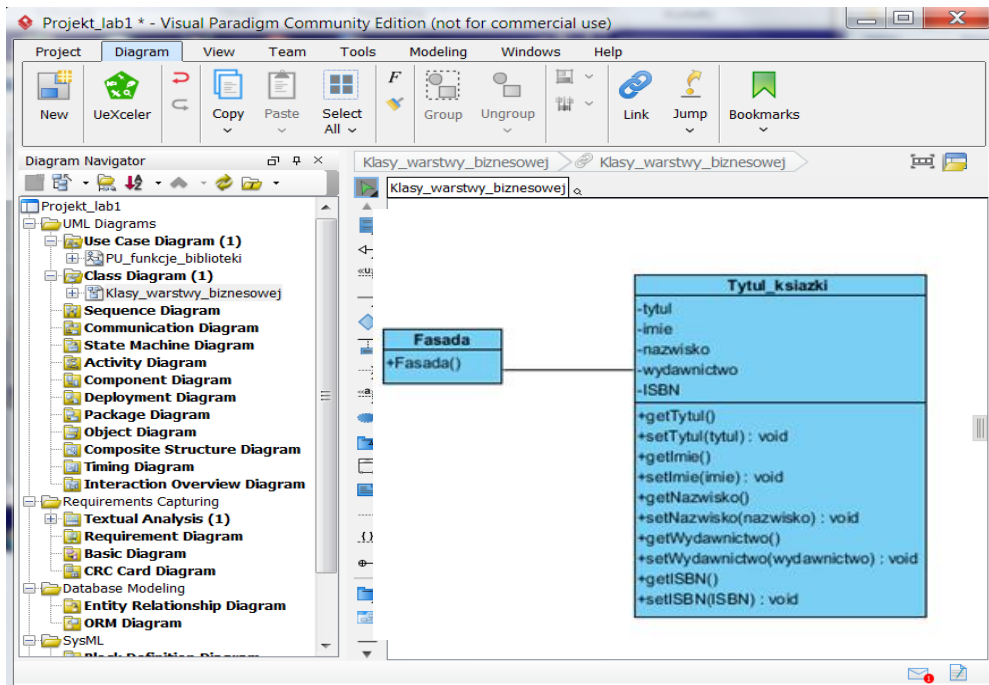 Projekt_lab1 * - Visual Paradigm Community Edition (not for commercial use)
Project Diagram View Team Tools Modeling Windows Help
New UeXceler Copy Paste Select All F Group Ungroup Link Jump Bookmarks
Diagram Navigator
Klasy_warstwy_biznesowej Klasy_warstwy_biznesowej
Klasy_warstwy_biznesowej
Projekt_lab1
UML Diagrams
Use Case Diagram (1)
PU_funkcje_biblioteki
Class Diagram (1)
Klasy_warstwy_biznesowej
Sequence Diagram
Communication Diagram
State Machine Diagram
Activity Diagram
Component Diagram
Deployment Diagram
Package Diagram
Object Diagram
Composite Structure Diagram
Timing Diagram
Interaction Overview Diagram
Requirements Capturing
Textual Analysis (1)
Requirement Diagram
Basic Diagram
CRC Card Diagram
Database Modeling
Entity Relationship Diagram
ORM Diagram
SysML
Fasada
+Fasada()
Tytul_ksiazki
-tytul
-imie
-nazwisko
-wydawnictwo
-ISBN
+getTytul()
+setTytul(tytul) : void
+getImie()
+setImie(imie) : void
+getNazwisko()
+setNazwisko(nazwisko) : void
+getWydawnictwo()
+setWydawnictwo(wydawnictwo) : void
+getISBN()
+setISBN(ISBN) : void